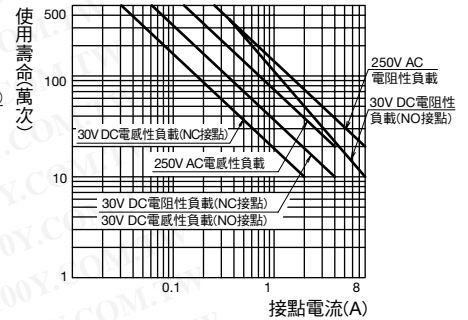 使用壽命(萬次)
500
100
10
1
0.1
1
8
接點電流(A)
250V AC
電阻性負載
30V DC電阻性
負載(NO接點)
30V DC電感性負載(NC接點)
250V AC電感性負載
30V DC電阻性負載(NC接點)
30V DC電感性負載(NO接點)